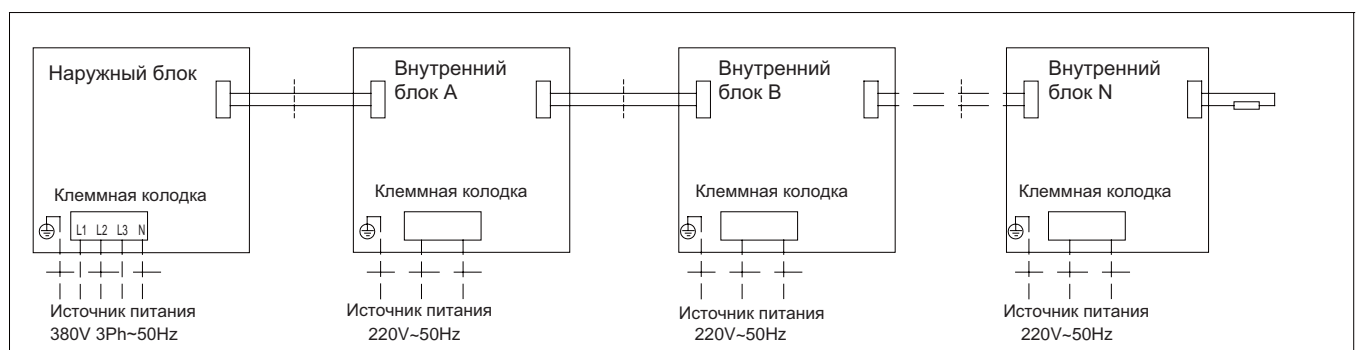 Наружный блок
Внутренний
блок A
Внутренний
блок B
Внутренний
блок N
Клеммная колодка
Клеммная колодка
Клеммная колодка
Клеммная колодка
L1 L2 L3 N
Источник питания
380V 3Ph~50Hz
Источник питания
220V~50Hz
Источник питания
220V~50Hz
Источник питания
220V~50Hz